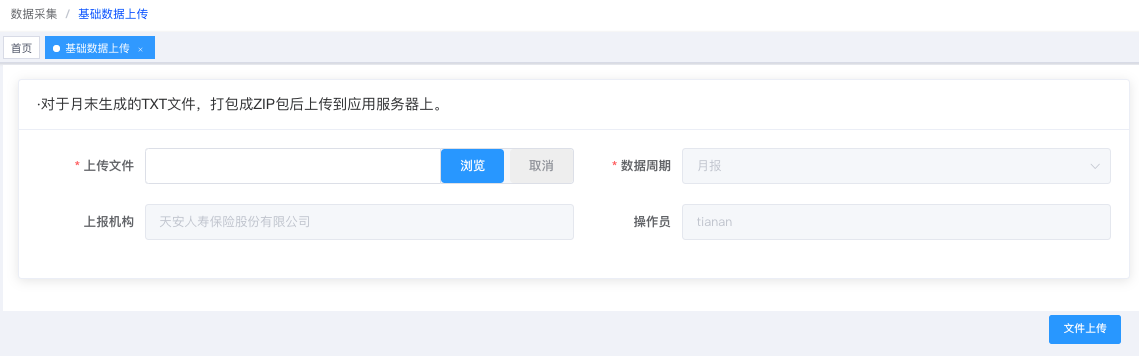 数据采集 / 基础数据上传
首页 基础数据上传 ×
·对于月末生成的TXT文件，打包成ZIP包后上传到应用服务器上。
* 上传文件 浏览 取消 * 数据周期 月报
上报机构 天安人寿保险股份有限公司 操作员 tianan
文件上传